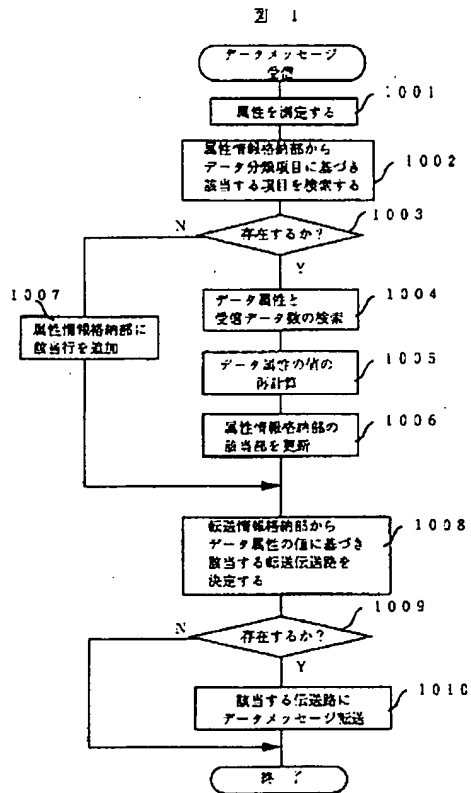 図 1
データメッセージ
受信
属性を測定する
1001
属性情報格納部から
データ分類項目に基づき
該当する項目を検索する
1002
存在するか?
1003
N
Y
データ属性と
受信データ数の検索
1004
1007
属性情報格納部に
該当行を追加
データ属性の値の
再計算
1005
属性情報格納部の
該当部を更新
1006
転送情報格納部から
データ属性の値に基づき
該当する転送伝送路を
決定する
1008
存在するか?
1009
N
Y
該当する伝送路に
データメッセージ転送
1010
終了